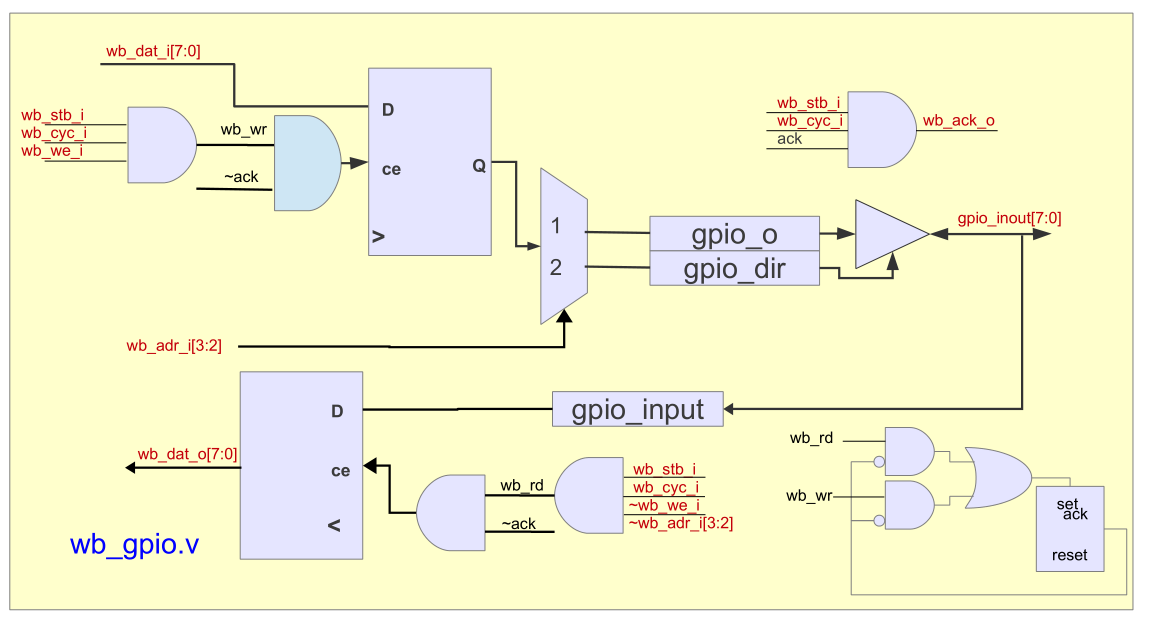 wb_dat_i[7:0]
wb_stb_i
wb_cyc_i
wb_we_i
wb_wr
~ack
D
ce
Q
>
1
2
gpio_o
gpio_dir
gpio_inout[7:0]
wb_stb_i
wb_cyc_i
ack
wb_ack_o
wb_adr_i[3:2]
D
ce
<
wb_dat_o[7:0]
gpio_input
wb_rd
~ack
wb_stb_i
wb_cyc_i
~wb_we_i
~wb_adr_i[3:2]
wb_rd
wb_wr
set
ack
reset
wb_gpio.v